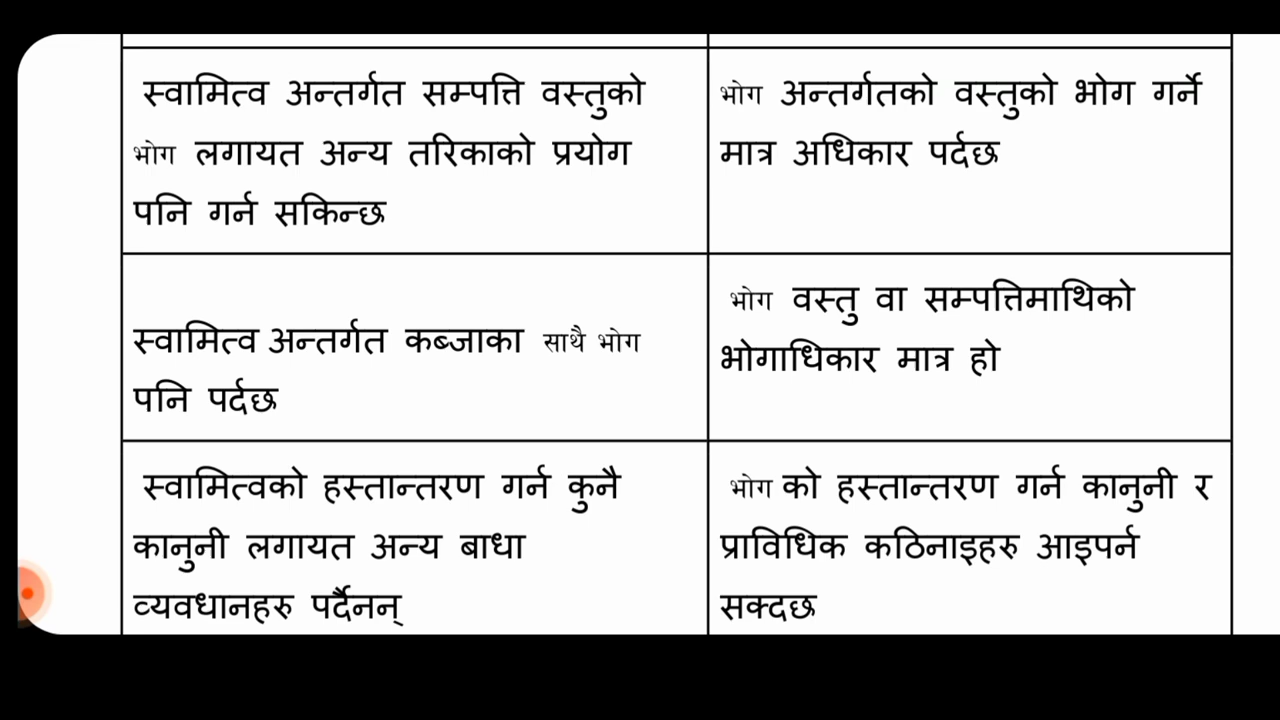 स्वामित्व अन्तर्गत सम्पत्ति वस्तुको
भोग लगायत अन्य तरिकाको प्रयोग
पनि गर्न सकिन्छ
भोग अन्तर्गतको वस्तुको भोग गर्ने
मात्र अधिकार पर्दछ
स्वामित्व अन्तर्गत कब्जाका साथै भोग
पनि पर्दछ
भोग वस्तु वा सम्पत्तिमाथिको
भोगाधिकार मात्र हो
स्वामित्वको हस्तान्तरण गर्न कुनै
कानुनी लगायत अन्य बाधा
व्यवधानहरु पर्दैनन्
भोग को हस्तान्तरण गर्न कानुनी र
प्राविधिक कठिनाइहरु आइपर्न
सक्दछ